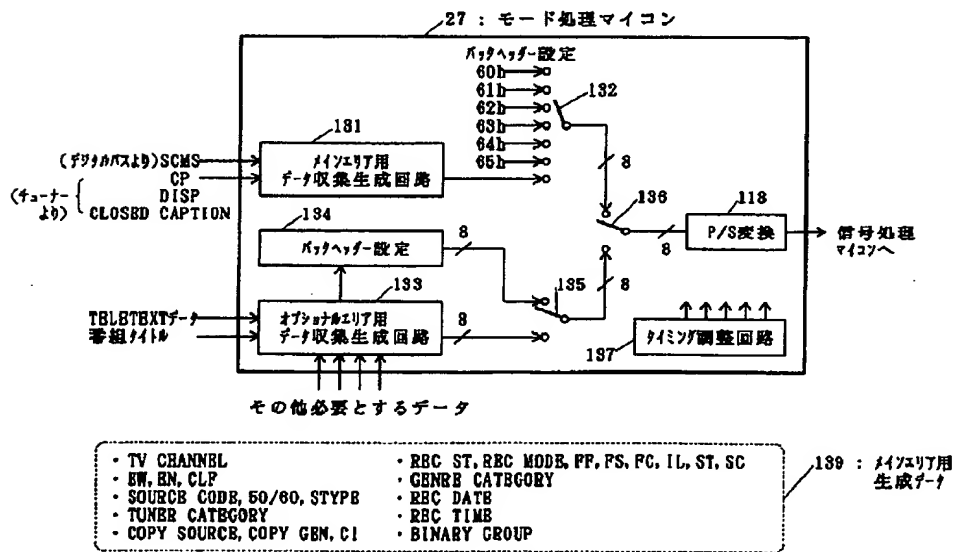 27 : モード処理マイコン
パックヘッダー設定
60h
61h
62h
63h
64h
65h
132
131
メインエリア用
データ収集生成回路
(デジタルバスより)SCMS
CP
DISP
CLOSED CAPTION
(チューナー
より)
8
136
118
P/S変換
8
信号処理
マイコンへ
134
パックヘッダー設定
8
133
オプショナルエリア用
データ収集生成回路
8
TELETEXTデータ
番組タイトル
135
8
137
タイミング調整回路
その他必要とするデータ
・TV CHANNEL
・EW, EN, CLF
・SOURCE CODE, 50/60, STYPE
・TUNER CATEGORY
・COPY SOURCE, COPY GEN, CI
・REC ST, REC MODE, FF, FS, FC, IL, ST, SC
・GENRE CATEGORY
・REC DATE
・REC TIME
・BINARY GROUP
139 : メインエリア用
生成データ